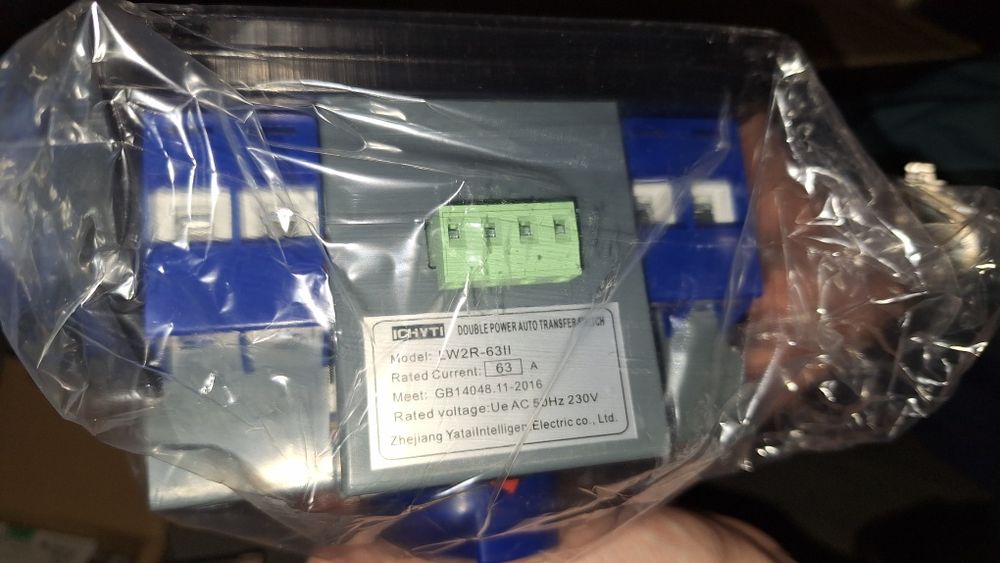 ICHYTI DOUBLE POWER AUTO TRANSFER SWITCH
Model: LW2R-63II
Rated Current: 63 A
Meet: GB14048.11-2016
Rated voltage:Ue AC 50Hz 230V
Zhejiang YataiIntelligent Electric co., Ltd.